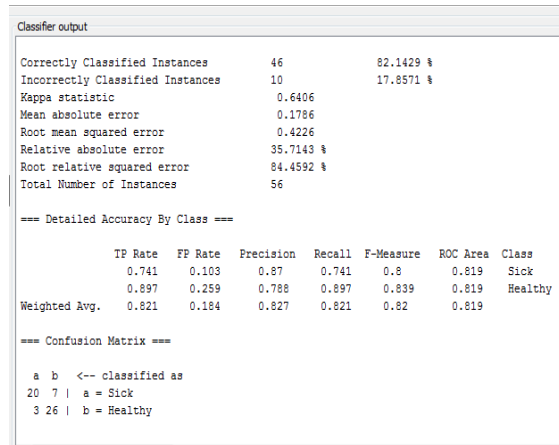 Classifier output
Correctly Classified Instances 46 82.1429 %
Incorrectly Classified Instances 10 17.8571 %
Kappa statistic 0.6406
Mean absolute error 0.1786
Root mean squared error 0.4226
Relative absolute error 35.7143 %
Root relative squared error 84.4592 %
Total Number of Instances 56
=== Detailed Accuracy By Class ===
TP Rate FP Rate Precision Recall F-Measure ROC Area Class
0.741 0.103 0.87 0.741 0.8 0.819 Sick
0.897 0.259 0.788 0.897 0.839 0.819 Healthy
Weighted Avg. 0.821 0.184 0.827 0.821 0.82 0.819
=== Confusion Matrix ===
a b <-- classified as
20 7 | a = Sick
3 26 | b = Healthy